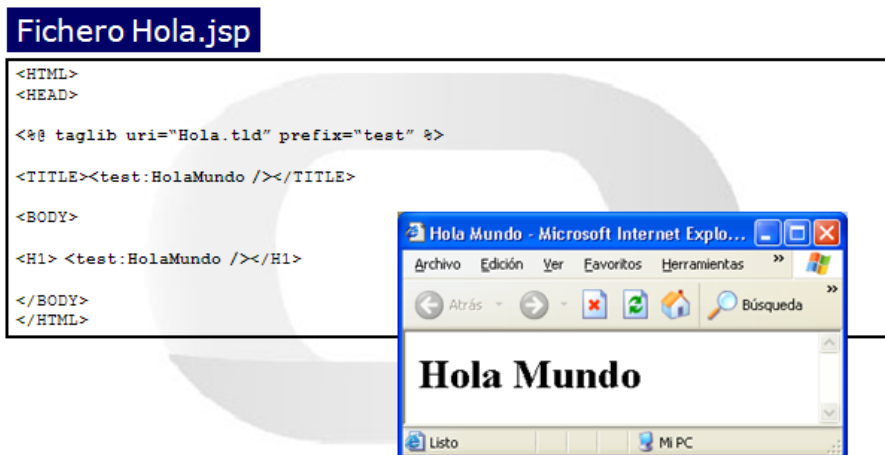 Fichero Hola.jsp
<HTML>
<HEAD>
<%@ taglib uri=“Hola.tld” prefix=“test” %>
<TITLE><test:HolaMundo /></TITLE>
<BODY>
<H1> <test:HolaMundo /></H1>
</BODY>
</HTML>
Hola Mundo - Microsoft Internet Explo...
Archivo Edición Ver Favoritos Herramientas »
Atrás Búsqueda »
Hola Mundo
Listo Mi PC